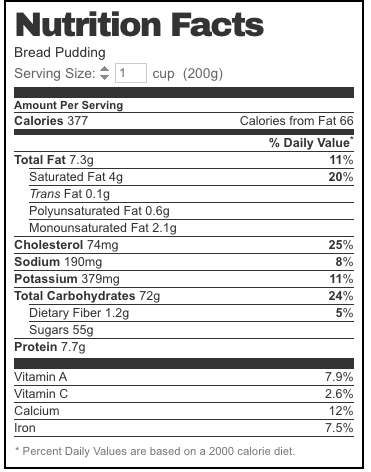 Nutrition Facts
Bread Pudding
Serving Size: 1 cup (200g)
Amount Per Serving
Calories 377 Calories from Fat 66
% Daily Value*
Total Fat 7.3g 11%
Saturated Fat 4g 20%
Trans Fat 0.1g
Polyunsaturated Fat 0.6g
Monounsaturated Fat 2.1g
Cholesterol 74mg 25%
Sodium 190mg 8%
Potassium 379mg 11%
Total Carbohydrates 72g 24%
Dietary Fiber 1.2g 5%
Sugars 55g
Protein 7.7g
Vitamin A 7.9%
Vitamin C 2.6%
Calcium 12%
Iron 7.5%
* Percent Daily Values are based on a 2000 calorie diet.